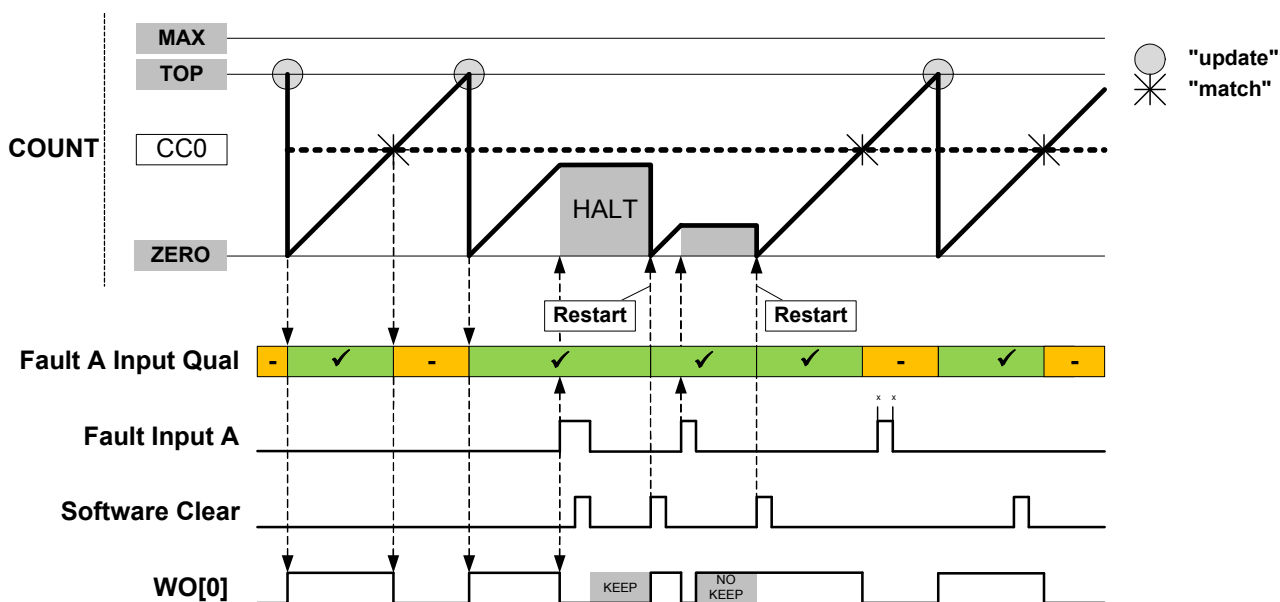 MAX
TOP
"update"
"match"
COUNT
CC0
HALT
ZERO
Restart
Restart
Fault A Input Qual
- ✓ - ✓ ✓ ✓ - ✓ -
x x
Fault Input A
Software Clear
WO[0]
KEEP
NO
KEEP